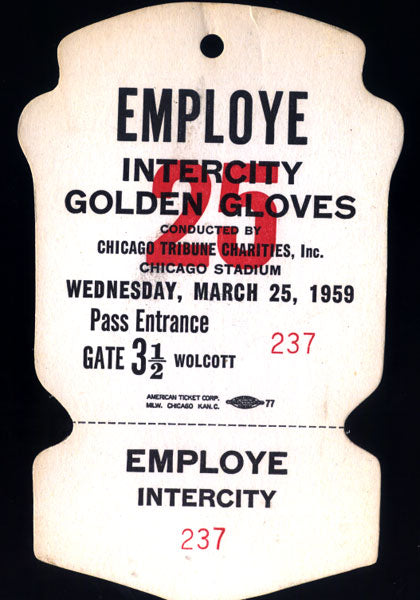 EMPLOYE
25
INTERCITY
GOLDEN GLOVES
CONDUCTED BY
CHICAGO TRIBUNE CHARITIES, Inc.
CHICAGO STADIUM
WEDNESDAY, MARCH 25, 1959
Pass Entrance
GATE 3½ WOLCOTT
237
AMERICAN TICKET CORP.
MILW. CHICAGO KAN. C.
77
EMPLOYE
INTERCITY
237